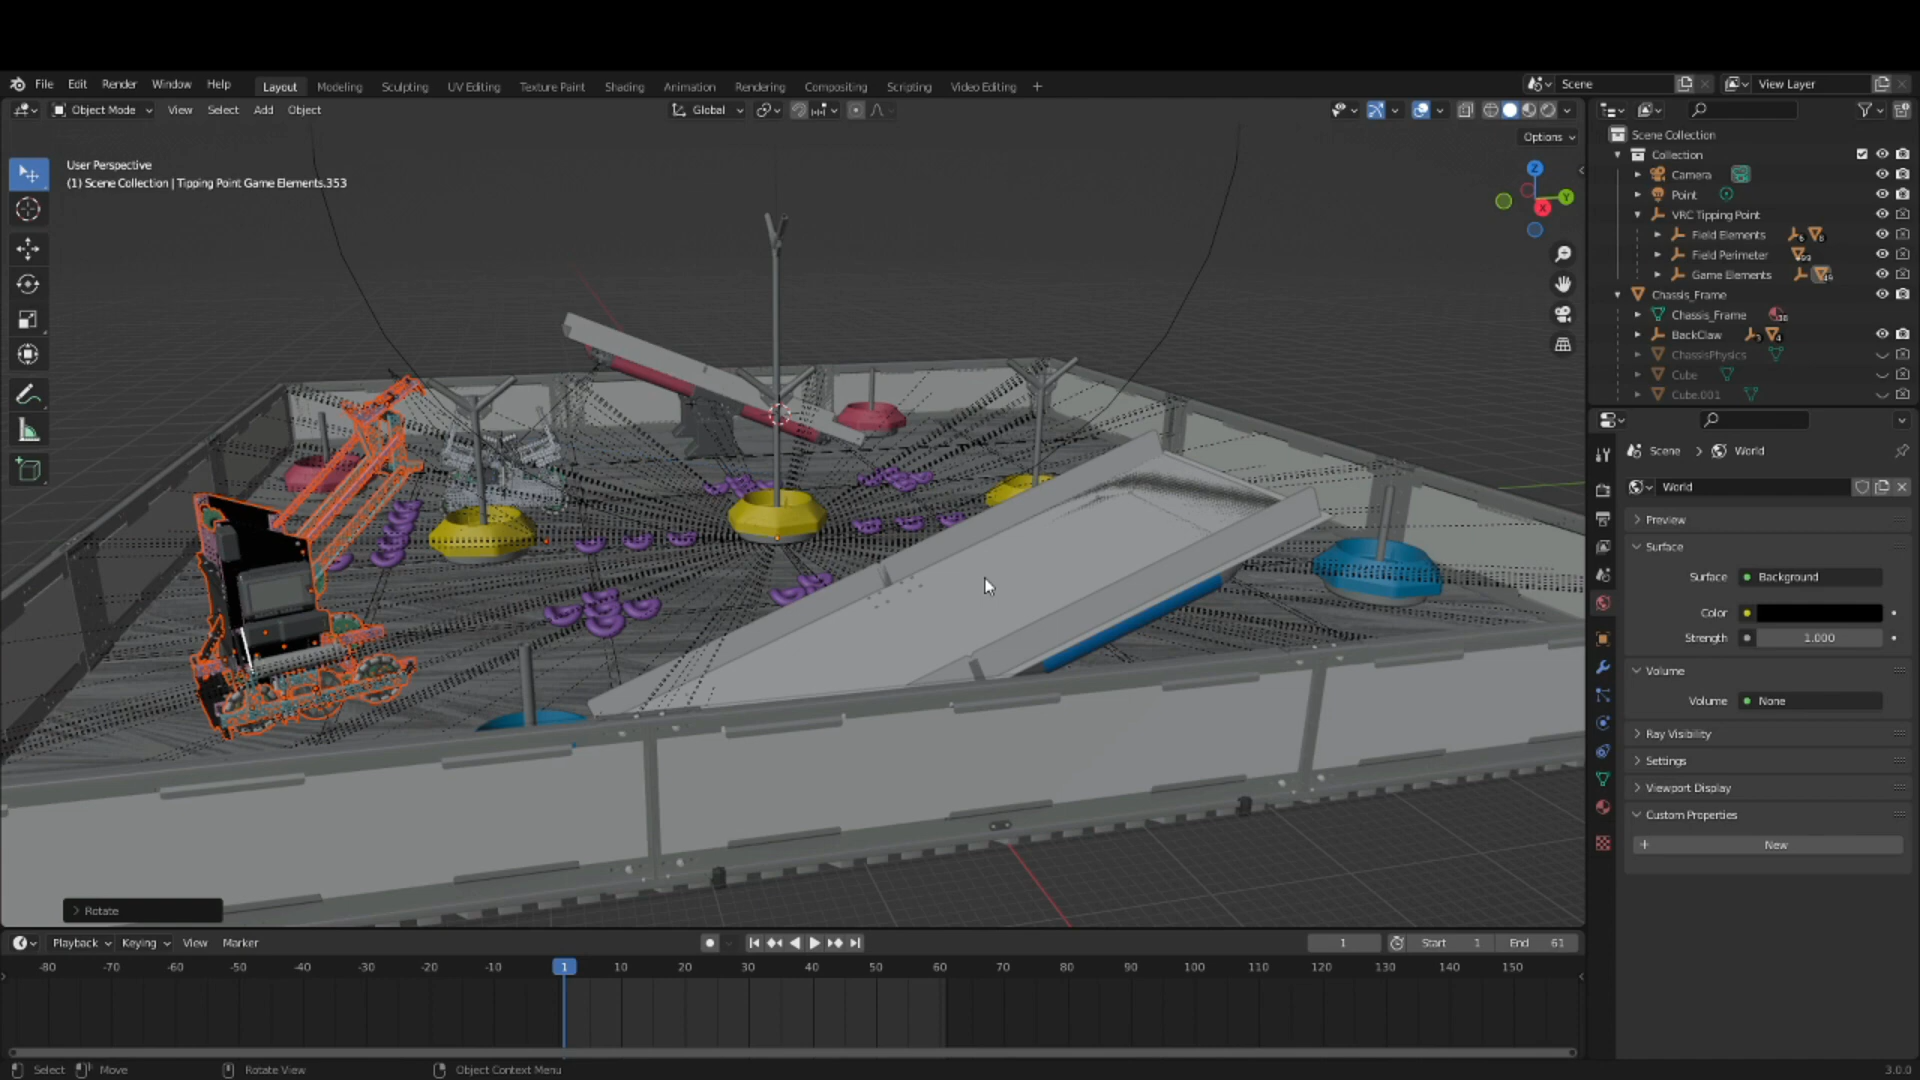 File Edit Render Window Help Layout Modeling Sculpting UV Editing Texture Paint Shading Animation Rendering Compositing Scripting Video Editing + Scene View Layer
Object Mode View Select Add Object Global
Options
User Perspective
(1) Scene Collection | Tipping Point Game Elements.353
Z
Y
X
Scene Collection
Collection
Camera
Point
VRC Tipping Point
Field Elements
Field Perimeter
Game Elements
Chassis_Frame
Chassis_Frame
BackClaw
ChassisPhysics
Cube
Cube.001
Scene > World
World
Preview
Surface
Surface Background
Color
Strength 1.000
Volume
Volume None
Ray Visibility
Settings
Viewport Display
Custom Properties
+ New
> Rotate
Playback Keying View Marker 1 Start 1 End 61
-80 -70 -60 -50 -40 -30 -20 -10 1 10 20 30 40 50 60 70 80 90 100 110 120 130 140 150
Select Move Rotate View Object Context Menu 3.0.0